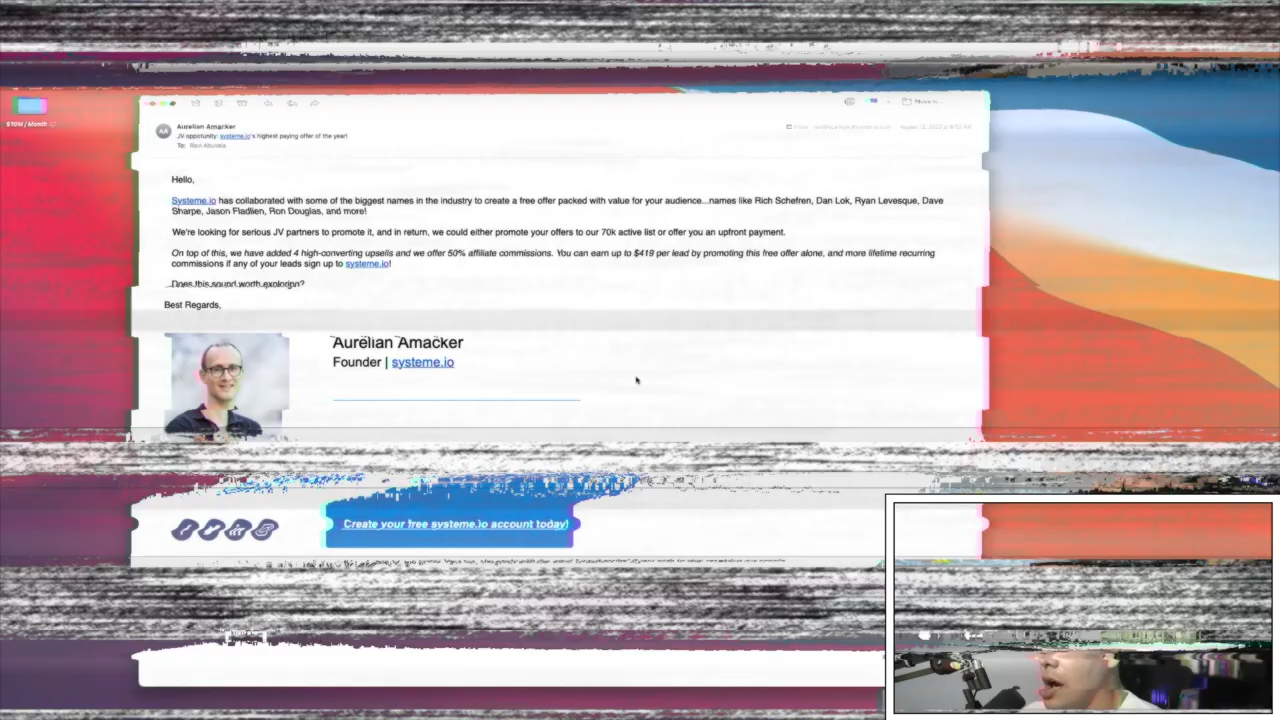 $10M / Month
Aurelian Amacker
JV opportunity: systeme.io's highest paying offer of the year!
To: Ravi Abuvala
Hello,
Systeme.io has collaborated with some of the biggest names in the industry to create a free offer packed with value for your audience...names like Rich Schefren, Dan Lok, Ryan Levesque, Dave
Sharpe, Jason Fladlien, Ron Douglas, and more!
We're looking for serious JV partners to promote it, and in return, we could either promote your offers to our 70k active list or offer you an upfront payment.
On top of this, we have added 4 high-converting upsells and we offer 50% affiliate commissions. You can earn up to $419 per lead by promoting this free offer alone, and more lifetime recurring
commissions if any of your leads sign up to systeme.io!
Does this sound worth exploring?
Best Regards,
Aurelian Amacker
Founder | systeme.io
Create your free systeme.io account today!